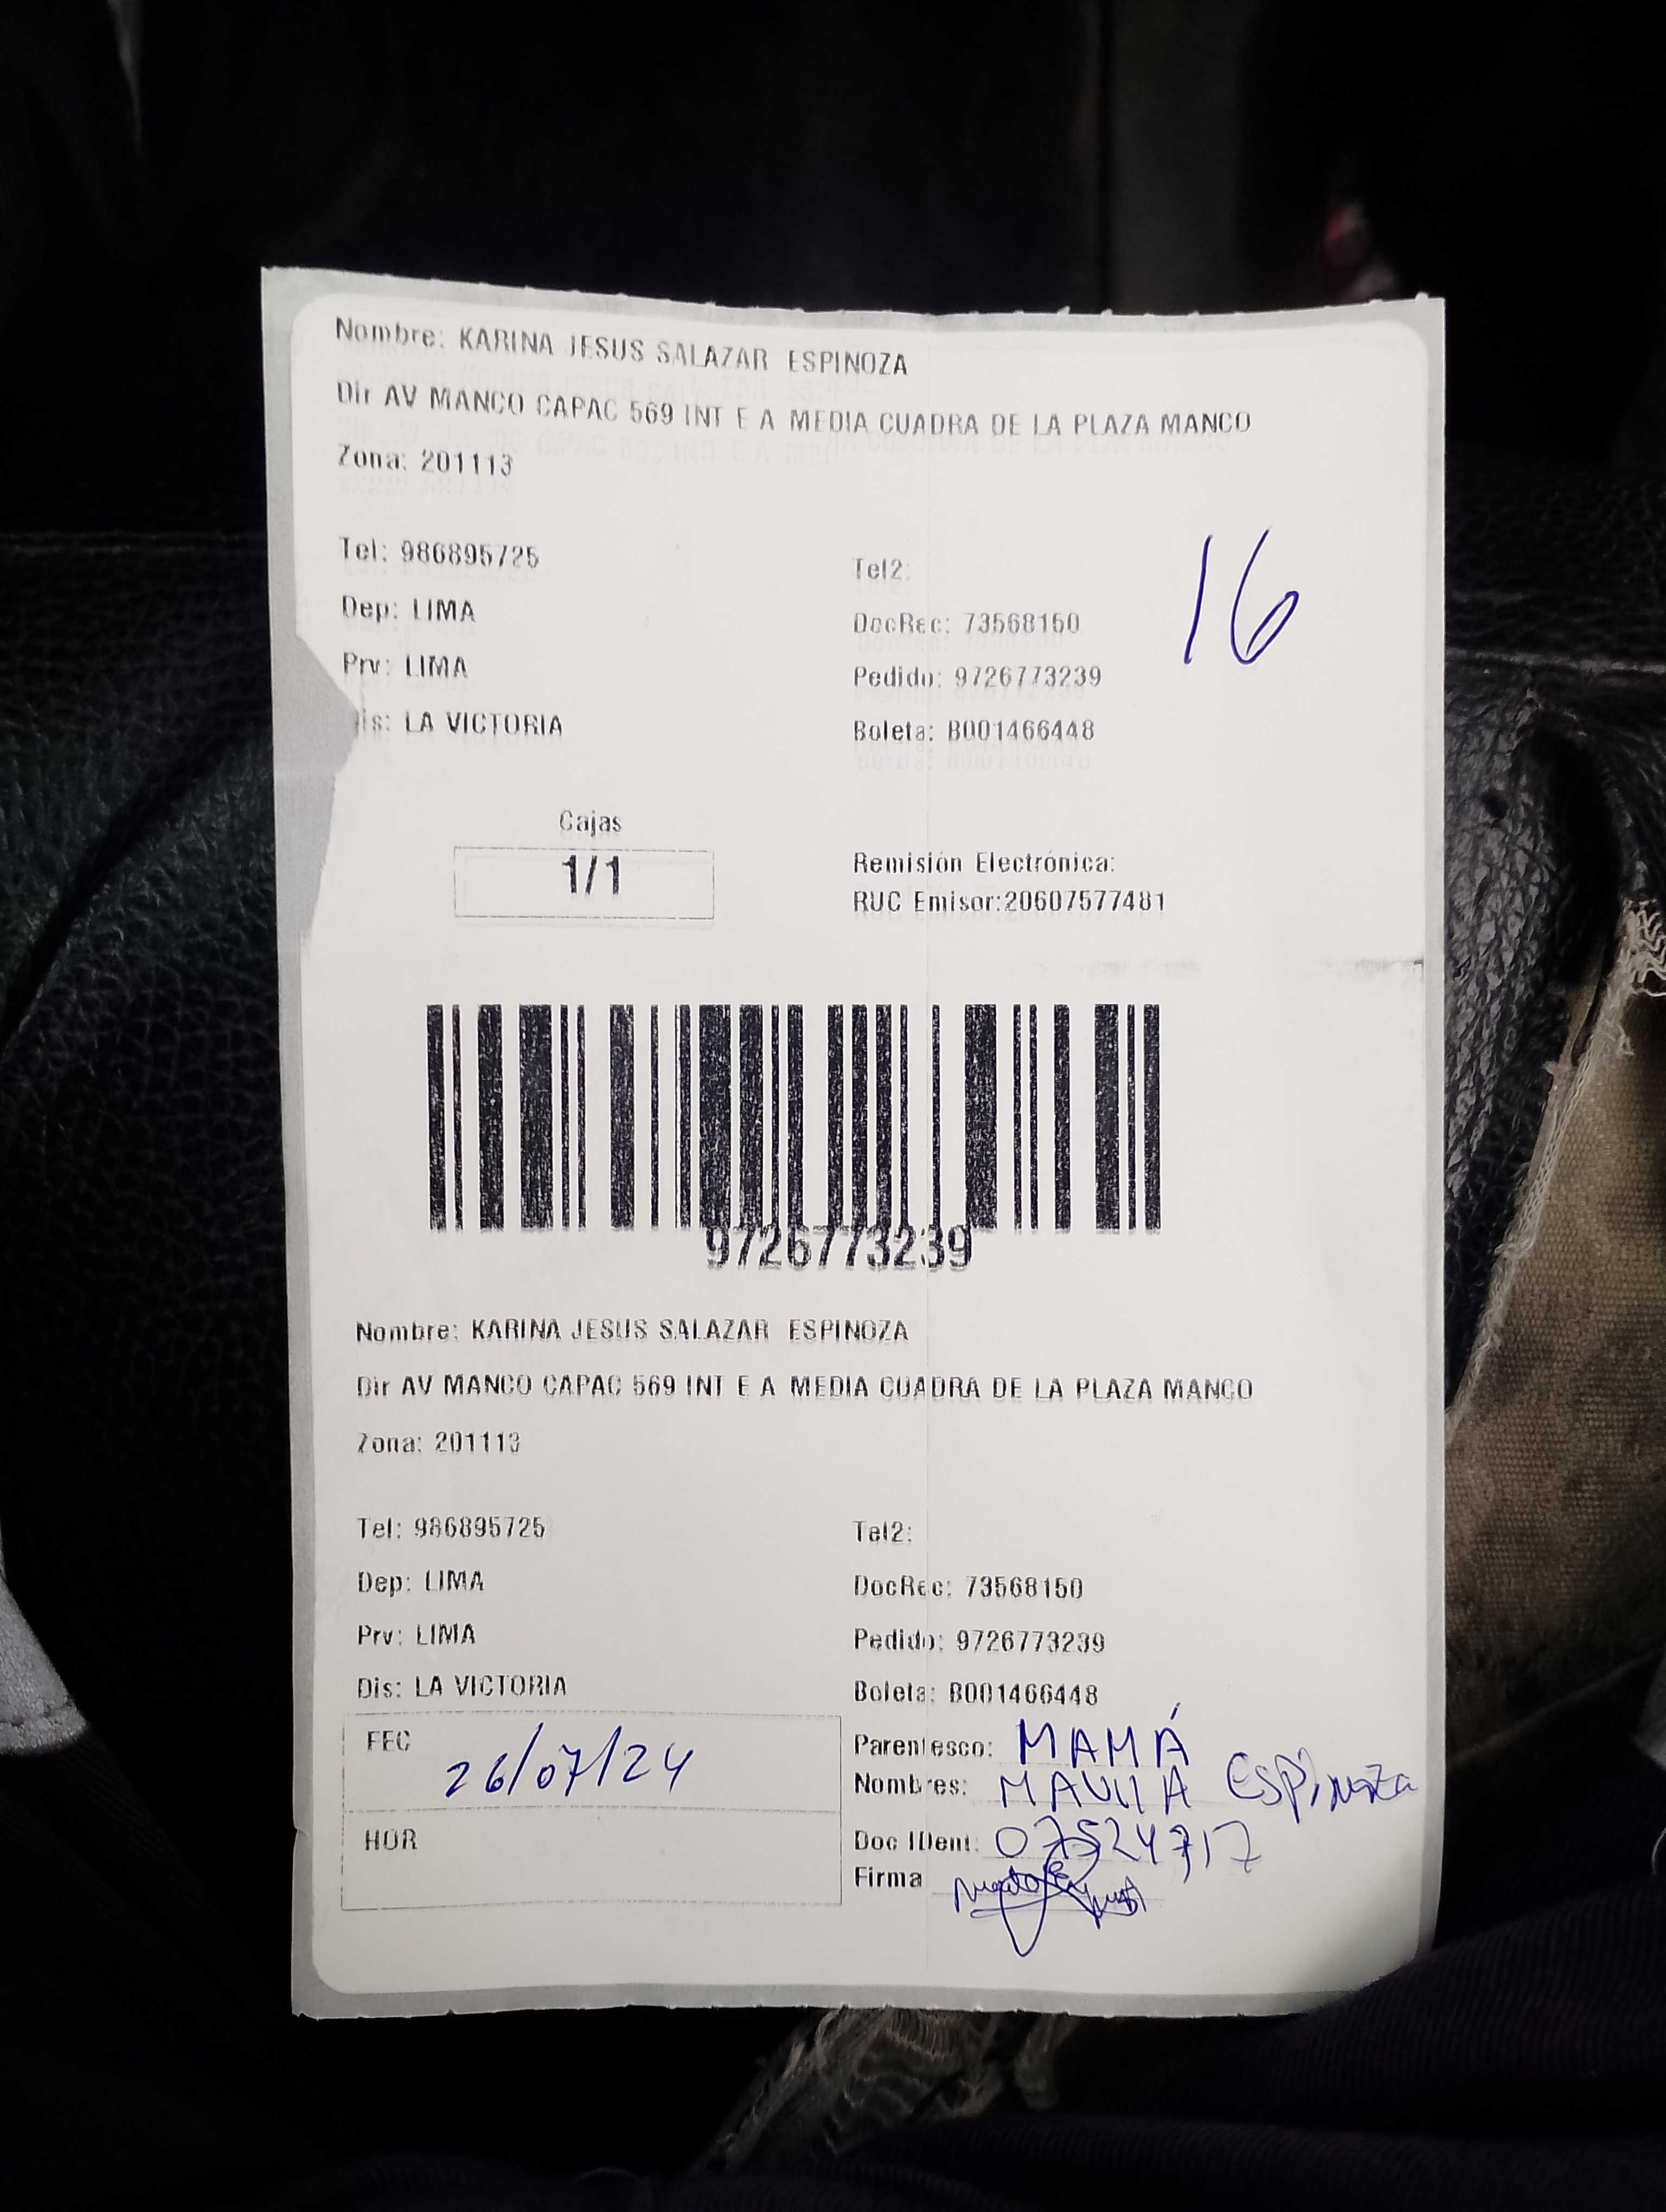 Nombre: KARINA JESUS SALAZAR ESPINOZA
Dir AV MANCO CAPAC 569 INT E A MEDIA CUADRA DE LA PLAZA MANCO
Zona: 201113
Tel: 986895725
Tel2:
Dep: LIMA
DocRec: 73568150
16
Prv: LIMA
Pedido: 9726773239
is: LA VICTORIA
Boleta: B001466448
Cajas
1/1
Remisión Electrónica:
RUC Emisor:20607577481
9726773239
Nombre: KARINA JESUS SALAZAR ESPINOZA
Dir AV MANCO CAPAC 569 INT E A MEDIA CUADRA DE LA PLAZA MANCO
Zona: 201113
Tel: 986895725
Tel2:
Dep: LIMA
DocRec: 73568150
Prv: LIMA
Pedido: 9726773239
Dis: LA VICTORIA
Boleta: B001466448
FEC 26/07/24
Parentesco: MAMÁ
Nombres: Espinoza
HOR
Doc IDent: 07524717
Firma